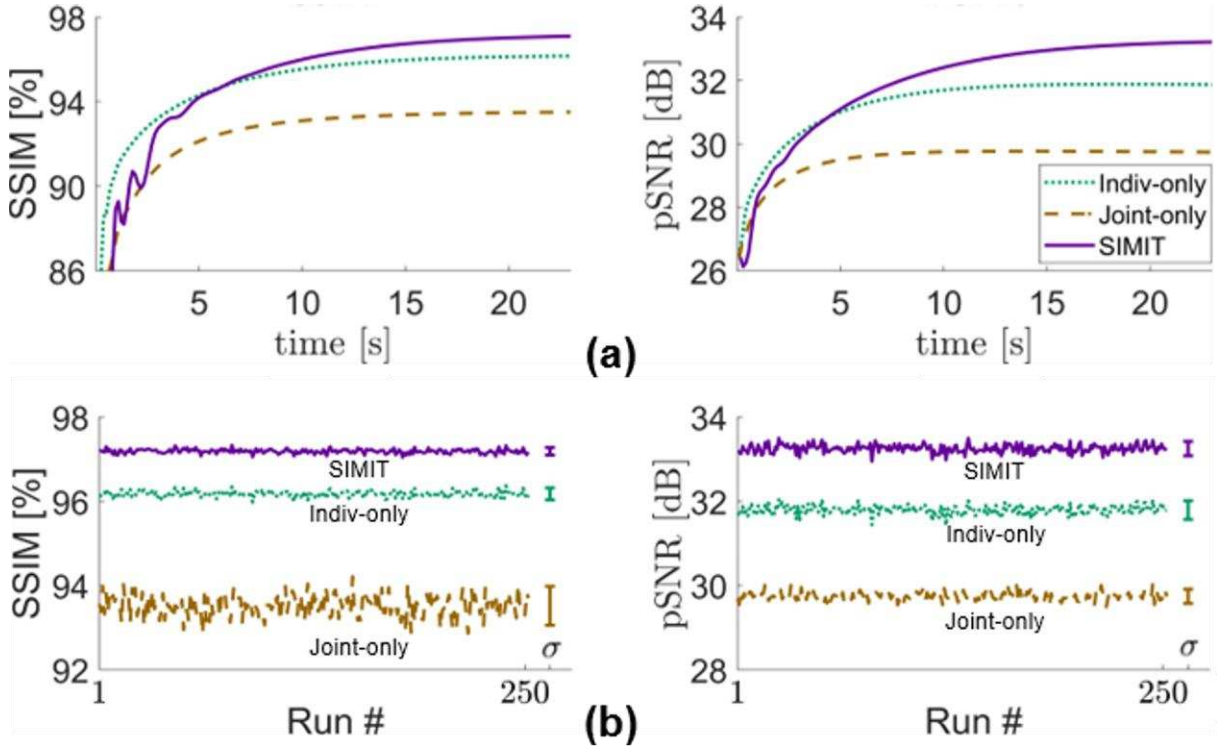 98
94
90
86
SSIM [%]
5
10
15
20
time [s]
34
32
30
28
26
pSNR [dB]
Indiv-only
Joint-only
SIMIT
5
10
15
20
time [s]
(a)
98
96
94
92
SSIM [%]
SIMIT
Indiv-only
Joint-only
σ
1
250
Run #
34
32
30
28
pSNR [dB]
SIMIT
Indiv-only
Joint-only
σ
1
250
Run #
(b)